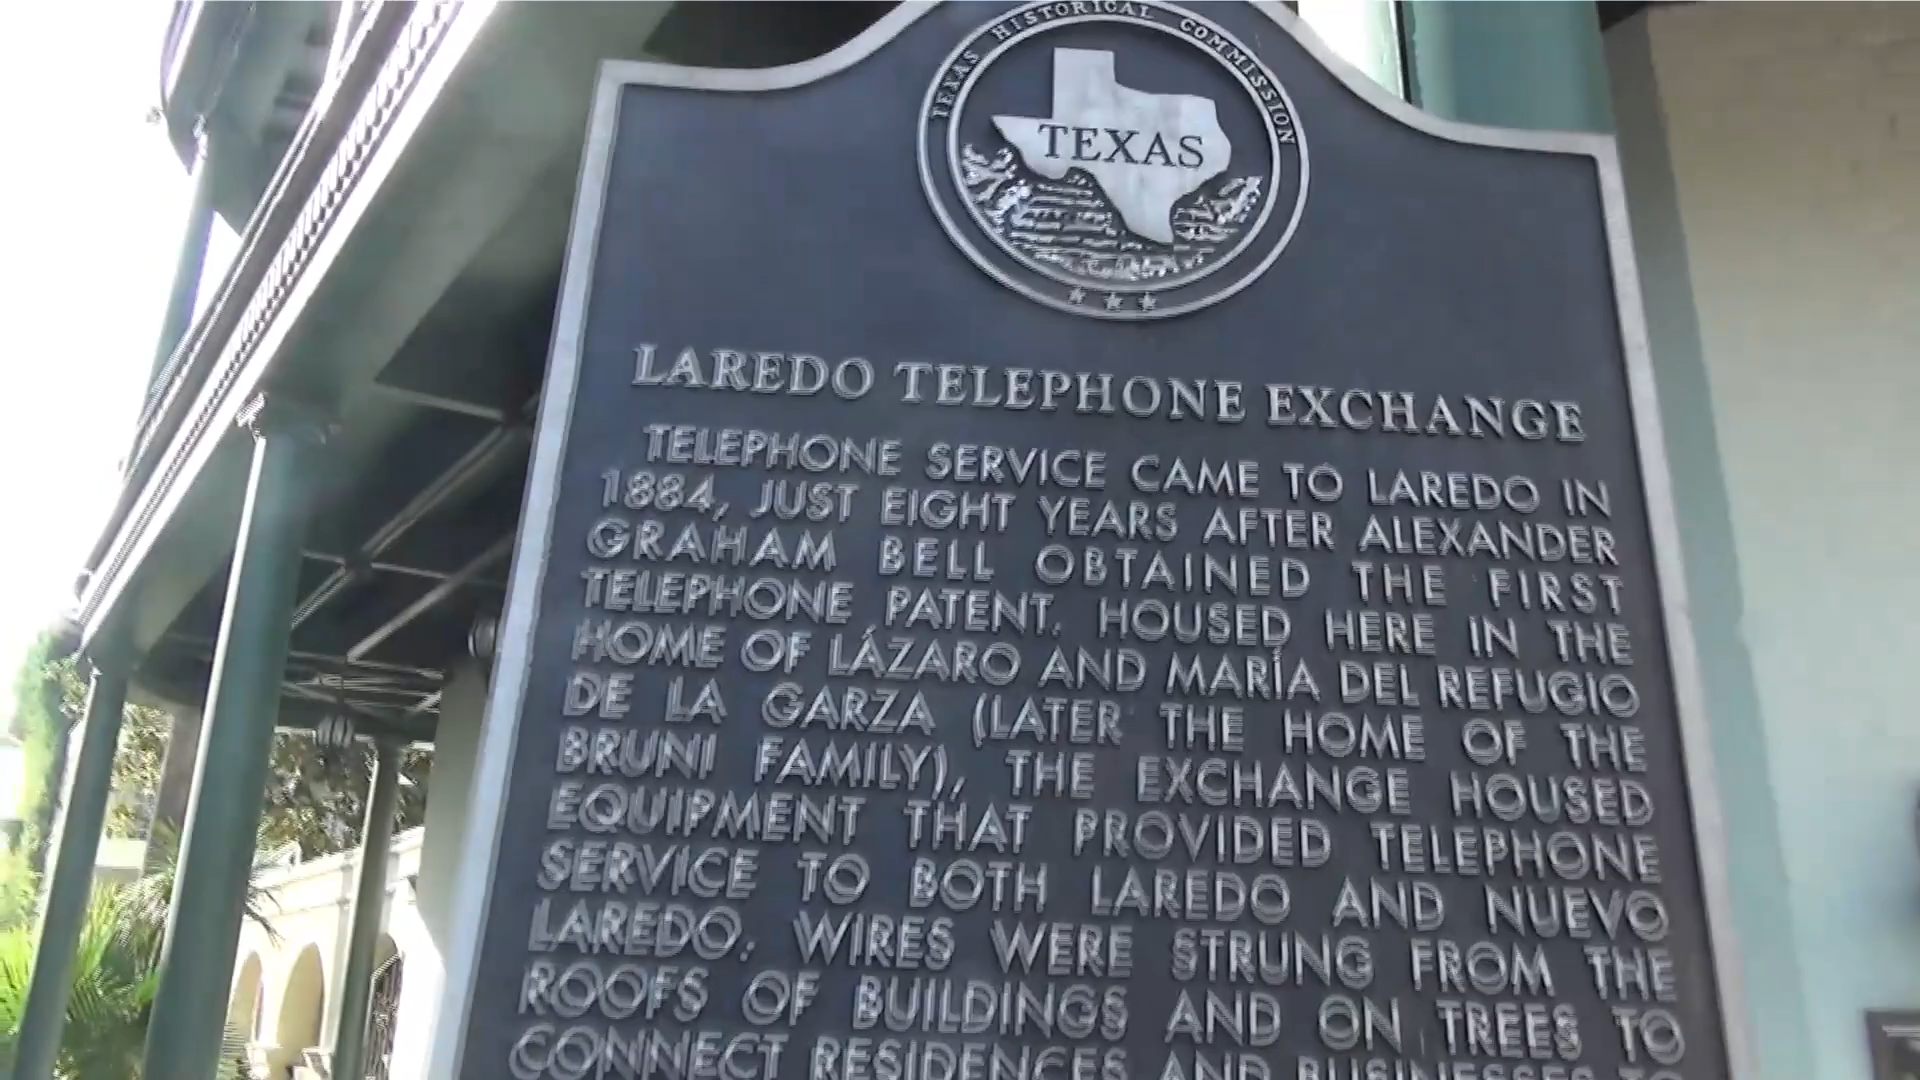 TEXAS HISTORICAL COMMISSION
TEXAS
LAREDO TELEPHONE EXCHANGE
TELEPHONE SERVICE CAME TO LAREDO IN
1884, JUST EIGHT YEARS AFTER ALEXANDER
GRAHAM BELL OBTAINED THE FIRST
TELEPHONE PATENT. HOUSED HERE IN THE
HOME OF LÁZARO AND MARÍA DEL REFUGIO
DE LA GARZA (LATER THE HOME OF THE
BRUNI FAMILY), THE EXCHANGE HOUSED
EQUIPMENT THAT PROVIDED TELEPHONE
SERVICE TO BOTH LAREDO AND NUEVO
LAREDO. WIRES WERE STRUNG FROM THE
ROOFS OF BUILDINGS AND ON TREES TO
CONNECT RESIDENCES AND BUSINESSES TO